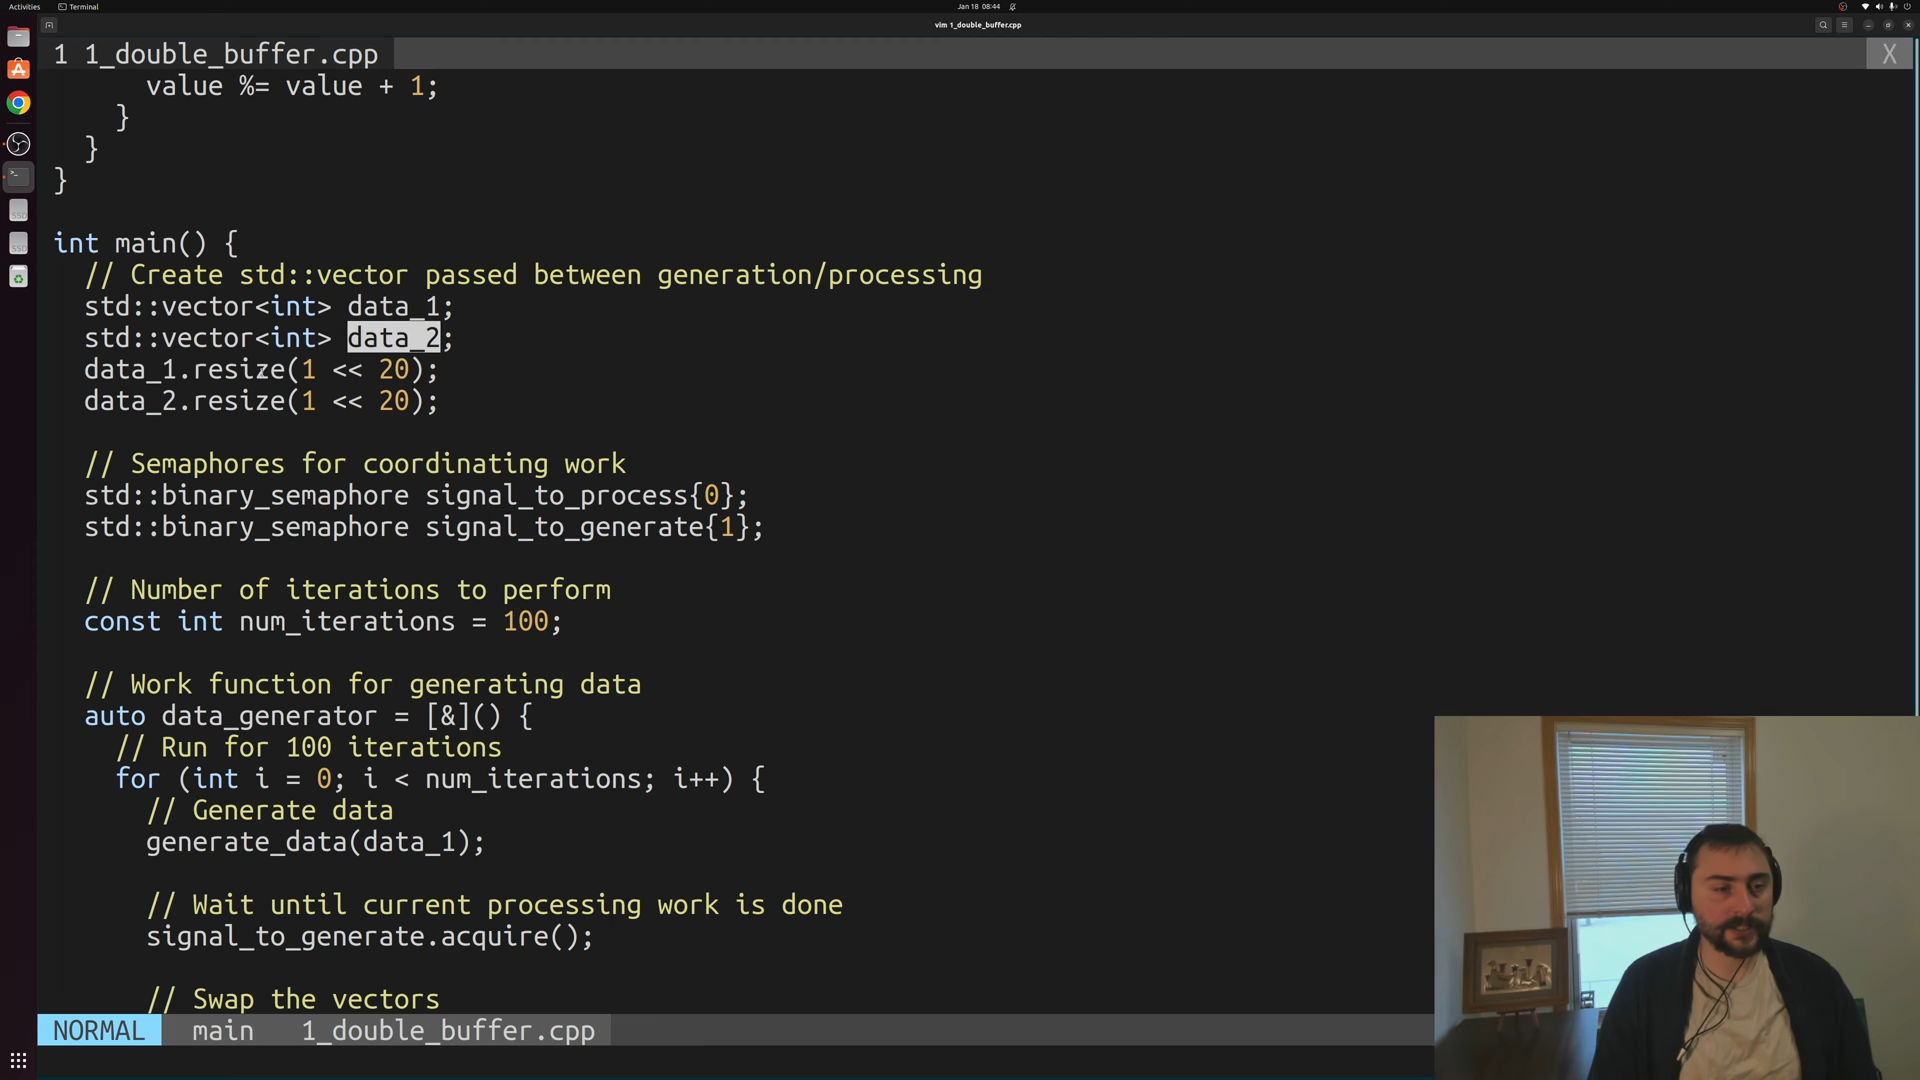 Activities
Terminal
Jan 18 08:44
vim 1_double_buffer.cpp
1 1_double_buffer.cpp
X
value %= value + 1;
}
}
}
int main() {
// Create std::vector passed between generation/processing
std::vector<int> data_1;
std::vector<int> data_2;
data_1.resize(1 << 20);
data_2.resize(1 << 20);
// Semaphores for coordinating work
std::binary_semaphore signal_to_process{0};
std::binary_semaphore signal_to_generate{1};
// Number of iterations to perform
const int num_iterations = 100;
// Work function for generating data
auto data_generator = [&]() {
// Run for 100 iterations
for (int i = 0; i < num_iterations; i++) {
// Generate data
generate_data(data_1);
// Wait until current processing work is done
signal_to_generate.acquire();
// Swap the vectors
NORMAL main 1_double_buffer.cpp